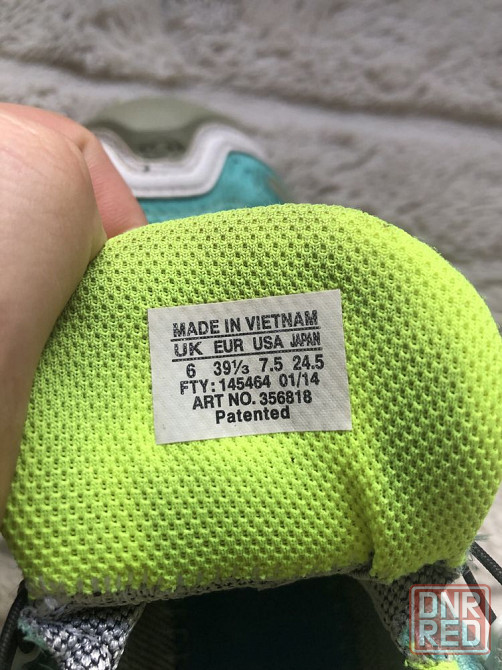 MADE IN VIETNAM
UK EUR USA JAPAN
6 39⅓ 7.5 24.5
FTY: 145464 01/14
ART NO. 356818
Patented
DNR
RED